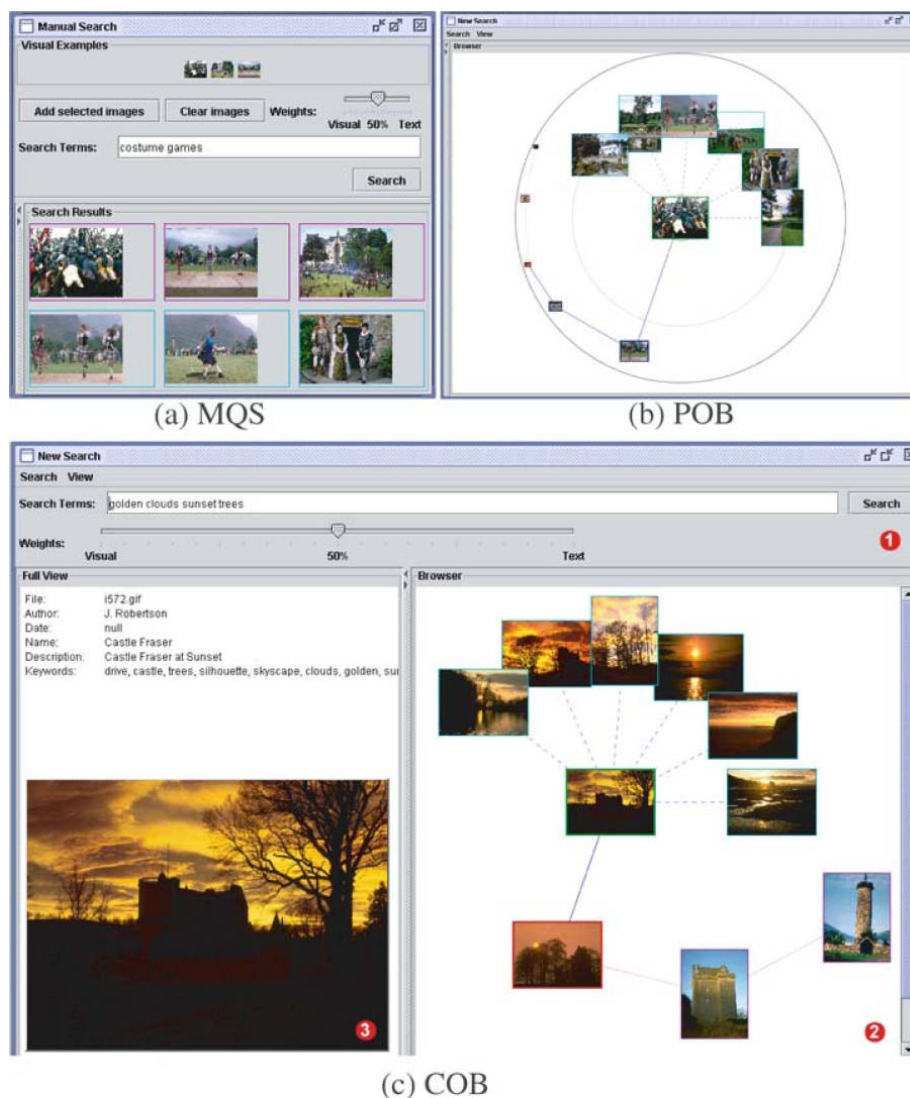 Manual Search
Visual Examples
Add selected images Clear images Weights:
Visual 50% Text
Search Terms: costume games
Search
Search Results
(a) MQS
New Search
Search View
Browser
(b) POB
New Search
Search View
Search Terms: golden clouds sunset trees Search
Weights:
Visual 50% Text
1
Full View
File: i572.gif
Author: J. Robertson
Date: null
Name: Castle Fraser
Description: Castle Fraser at Sunset
Keywords: drive, castle, trees, silhouette, skyscape, clouds, golden, sur
3
Browser
2
(c) COB